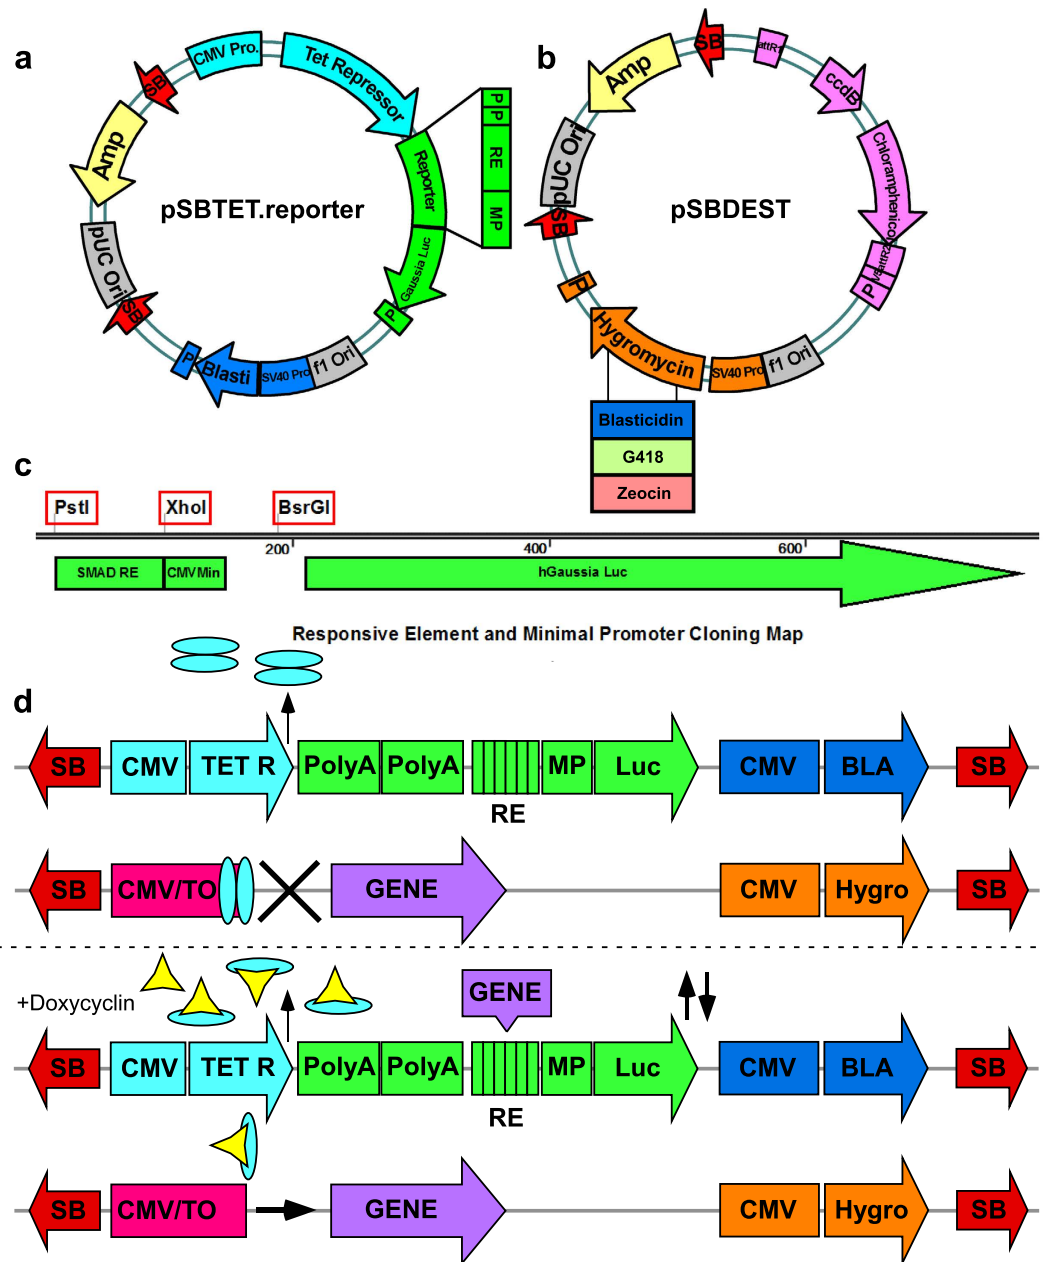 a
CMV Pro.
Tet Repressor
SB
Amp
pUC Ori
SB
P
Blasti
SV40 Pro
f1 Ori
P
Gaussia Luc
Reporter
P
P
RE
MP
pSBTET.reporter
b
Amp
SB
attR1
ccdB
Chloramphenicol
attR2
V5
P
pUC Ori
SB
P
Hygromycin
SV40 Pro
f1 Ori
pSBDEST
Blasticidin
G418
Zeocin
c
PstI
XhoI
BsrGI
200
400
600
SMAD RE
CMVMin
hGaussia Luc
Responsive Element and Minimal Promoter Cloning Map
d
SB
CMV
TET R
PolyA
PolyA
MP
Luc
CMV
BLA
SB
RE
SB
CMV/TO
GENE
CMV
Hygro
SB
+Doxycyclin
GENE
SB
CMV
TET R
PolyA
PolyA
MP
Luc
CMV
BLA
SB
RE
SB
CMV/TO
GENE
CMV
Hygro
SB